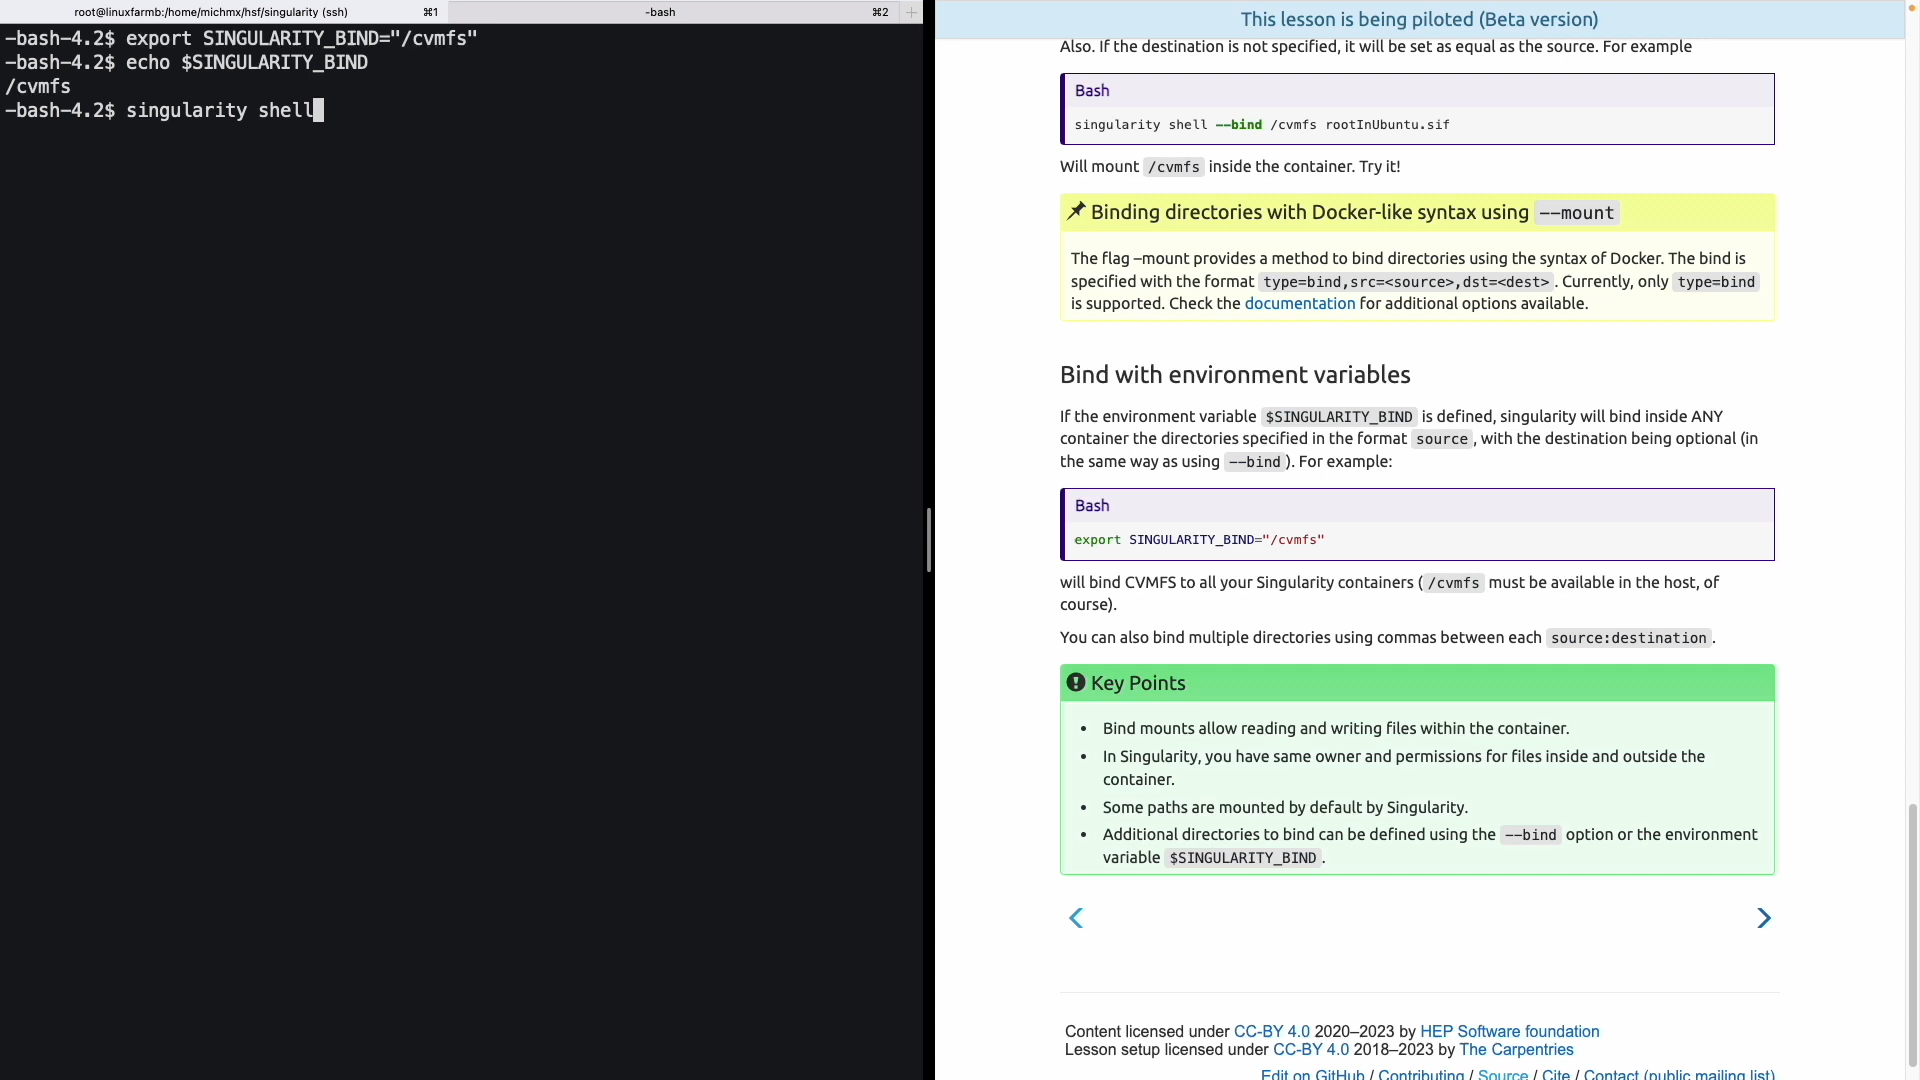 root@linuxfarmb:/home/michmx/hsf/singularity (ssh) ⌘1 -bash ⌘2 +
-bash-4.2$ export SINGULARITY_BIND="/cvmfs"
-bash-4.2$ echo $SINGULARITY_BIND
/cvmfs
-bash-4.2$ singularity shell
This lesson is being piloted (Beta version)
Also. If the destination is not specified, it will be set as equal as the source. For example
Bash
singularity shell --bind /cvmfs rootInUbuntu.sif
Will mount /cvmfs inside the container. Try it!
Binding directories with Docker-like syntax using --mount
The flag –mount provides a method to bind directories using the syntax of Docker. The bind is
specified with the format type=bind,src=<source>,dst=<dest>. Currently, only type=bind
is supported. Check the documentation for additional options available.
Bind with environment variables
If the environment variable $SINGULARITY_BIND is defined, singularity will bind inside ANY
container the directories specified in the format source, with the destination being optional (in
the same way as using --bind). For example:
Bash
export SINGULARITY_BIND="/cvmfs"
will bind CVMFS to all your Singularity containers (/cvmfs must be available in the host, of
course).
You can also bind multiple directories using commas between each source:destination.
Key Points
• Bind mounts allow reading and writing files within the container.
• In Singularity, you have same owner and permissions for files inside and outside the
container.
• Some paths are mounted by default by Singularity.
• Additional directories to bind can be defined using the --bind option or the environment
variable $SINGULARITY_BIND.
Content licensed under CC-BY 4.0 2020–2023 by HEP Software foundation
Lesson setup licensed under CC-BY 4.0 2018–2023 by The Carpentries
Edit on GitHub / Contributing / Source / Cite / Contact (public mailing list)